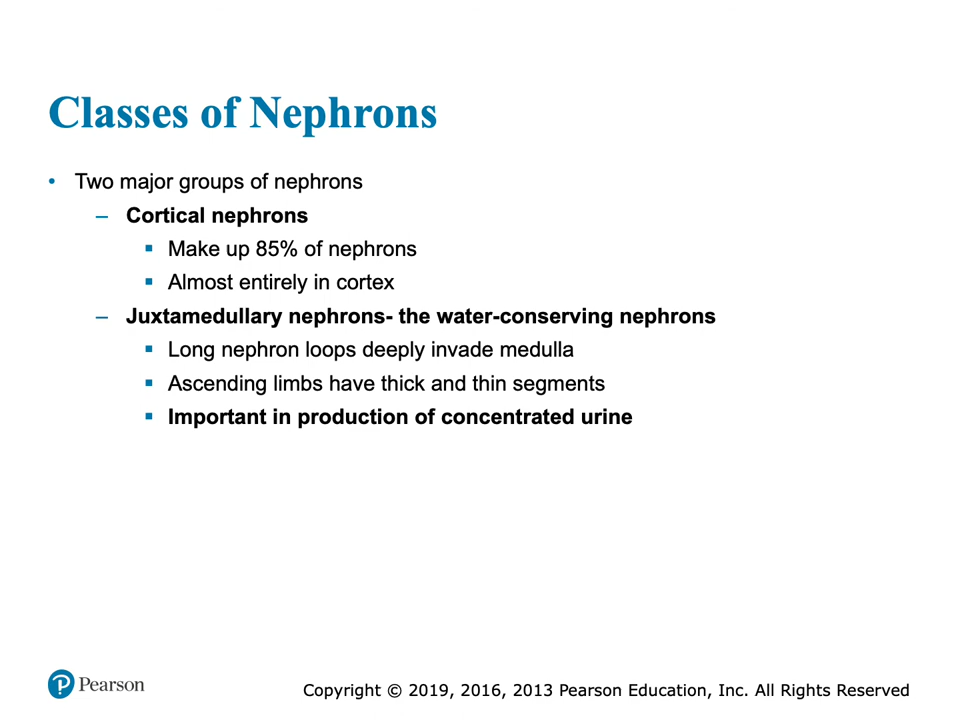 Classes of Nephrons
• Two major groups of nephrons
– Cortical nephrons
▪ Make up 85% of nephrons
▪ Almost entirely in cortex
– Juxtamedullary nephrons- the water-conserving nephrons
▪ Long nephron loops deeply invade medulla
▪ Ascending limbs have thick and thin segments
▪ Important in production of concentrated urine
P Pearson
Copyright © 2019, 2016, 2013 Pearson Education, Inc. All Rights Reserved